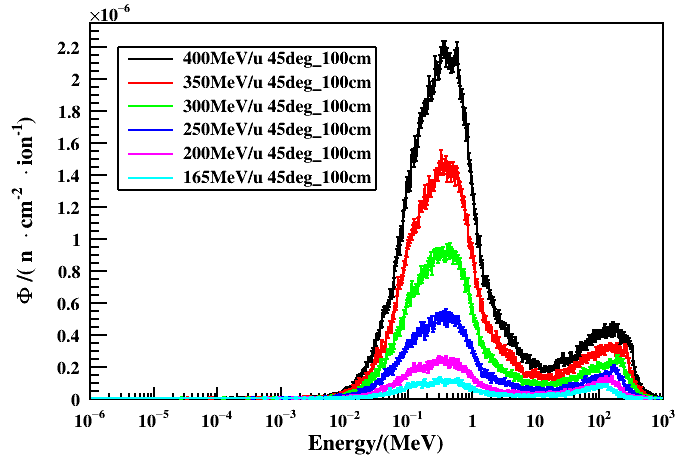 ×10⁻⁶
2.2
2
1.8
1.6
1.4
1.2
1
0.8
0.6
0.4
0.2
0
Φ /( n · cm⁻² · ion⁻¹)
400MeV/u 45deg_100cm
350MeV/u 45deg_100cm
300MeV/u 45deg_100cm
250MeV/u 45deg_100cm
200MeV/u 45deg_100cm
165MeV/u 45deg_100cm
10⁻⁶ 10⁻⁵ 10⁻⁴ 10⁻³ 10⁻² 10⁻¹ 1 10 10² 10³
Energy/(MeV)